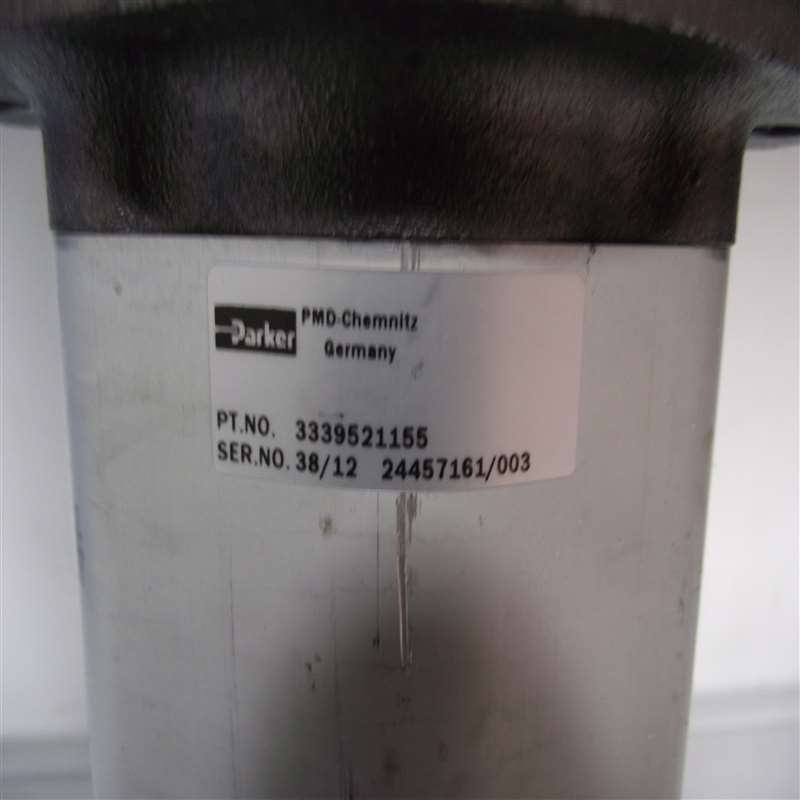 Parker PMD-Chemnitz
Germany
PT.NO. 3339521155
SER.NO. 38/12 24457161/003